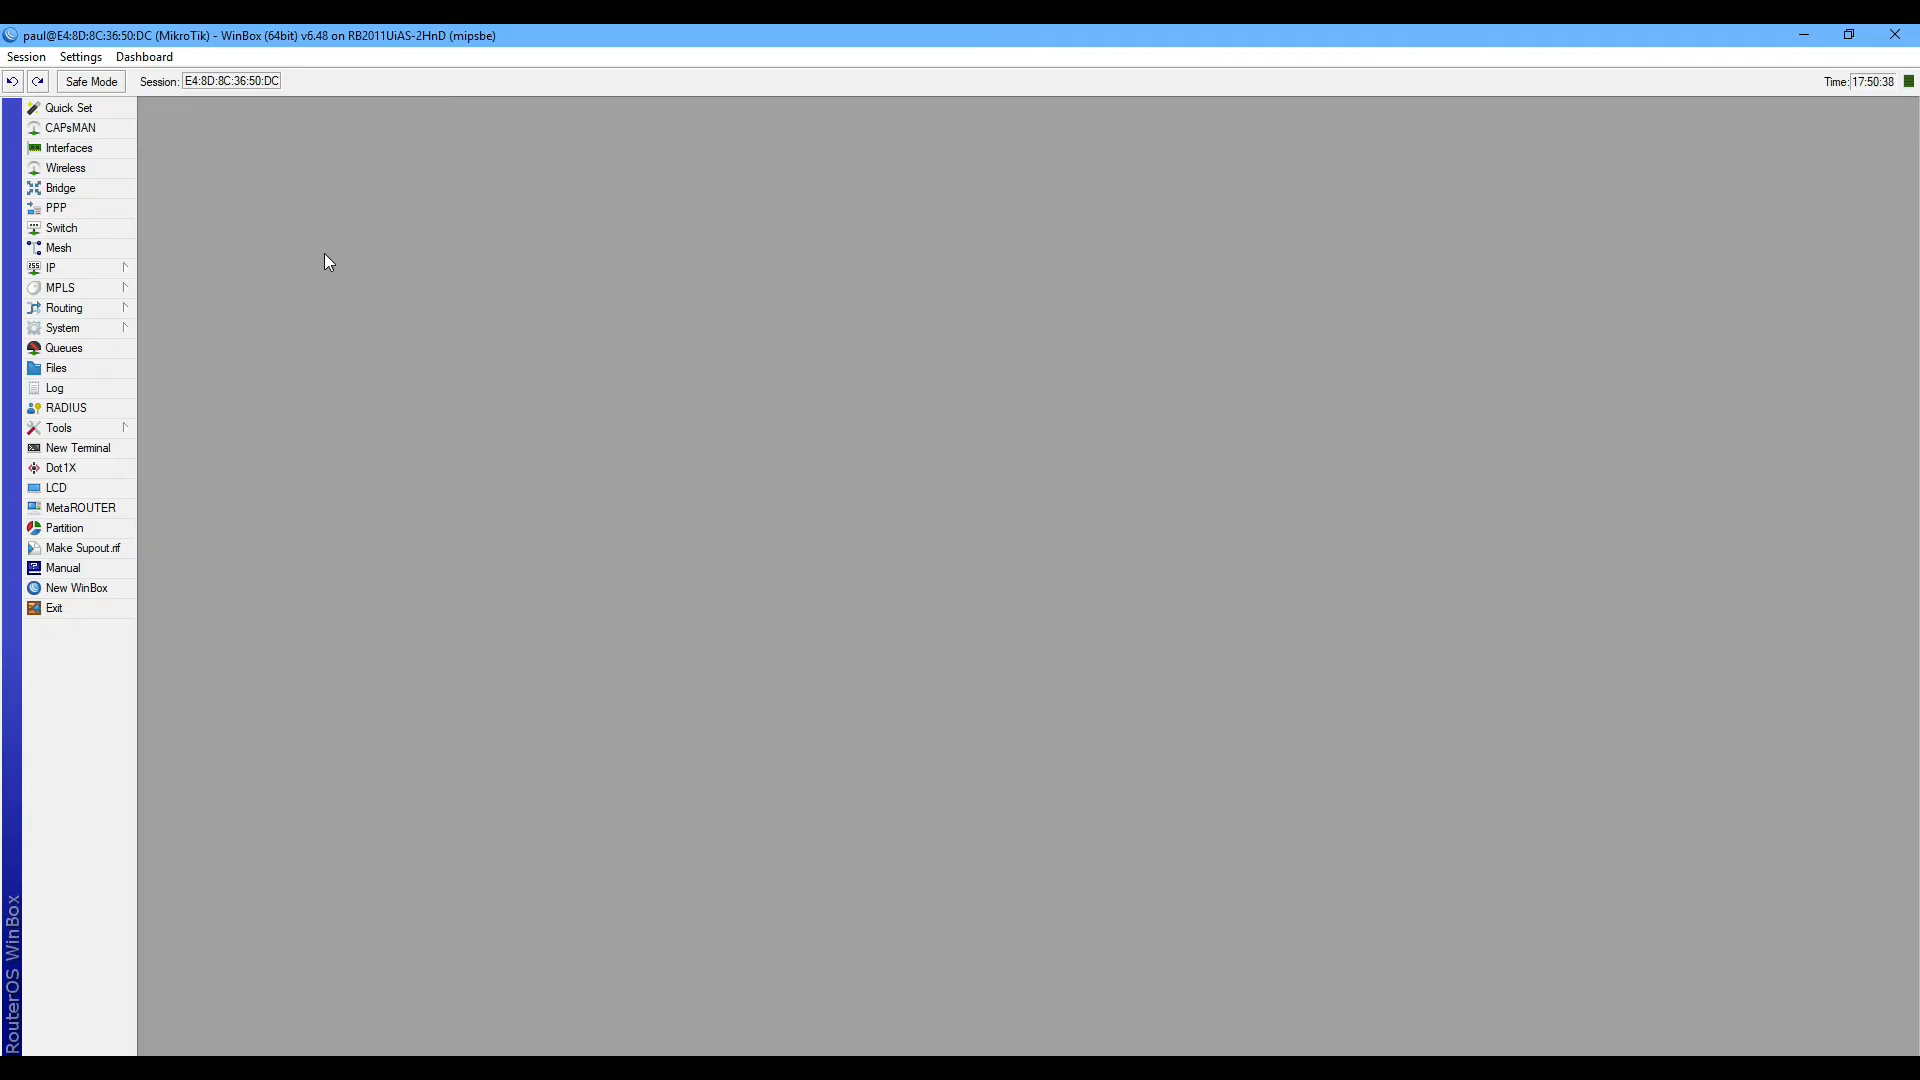 paul@E4:8D:8C:36:50:DC (MikroTik) - WinBox (64bit) v6.48 on RB2011UiAS-2HnD (mipsbe)
Session Settings Dashboard
Safe Mode Session: E4:8D:8C:36:50:DC Time: 17:50:38
Quick Set
CAPsMAN
Interfaces
Wireless
Bridge
PPP
Switch
Mesh
255 IP
MPLS
Routing
System
Queues
Files
Log
RADIUS
Tools
New Terminal
Dot1X
LCD
MetaROUTER
Partition
Make Supout.rif
Manual
New WinBox
Exit
RouterOS WinBox